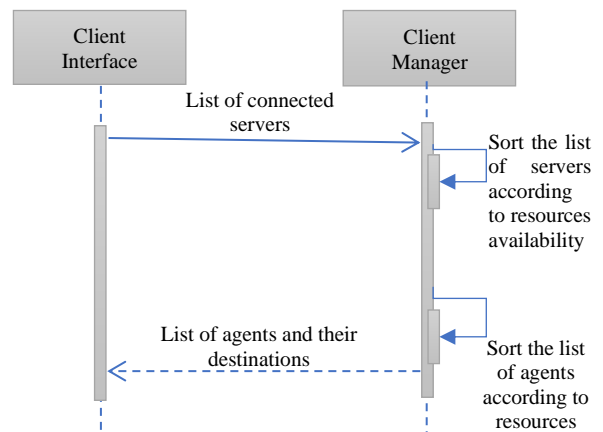 Client
Interface
Client
Manager
List of connected
servers
Sort the list
of servers
according
to resources
availability
List of agents and their
destinations
Sort the list
of agents
according to
resources